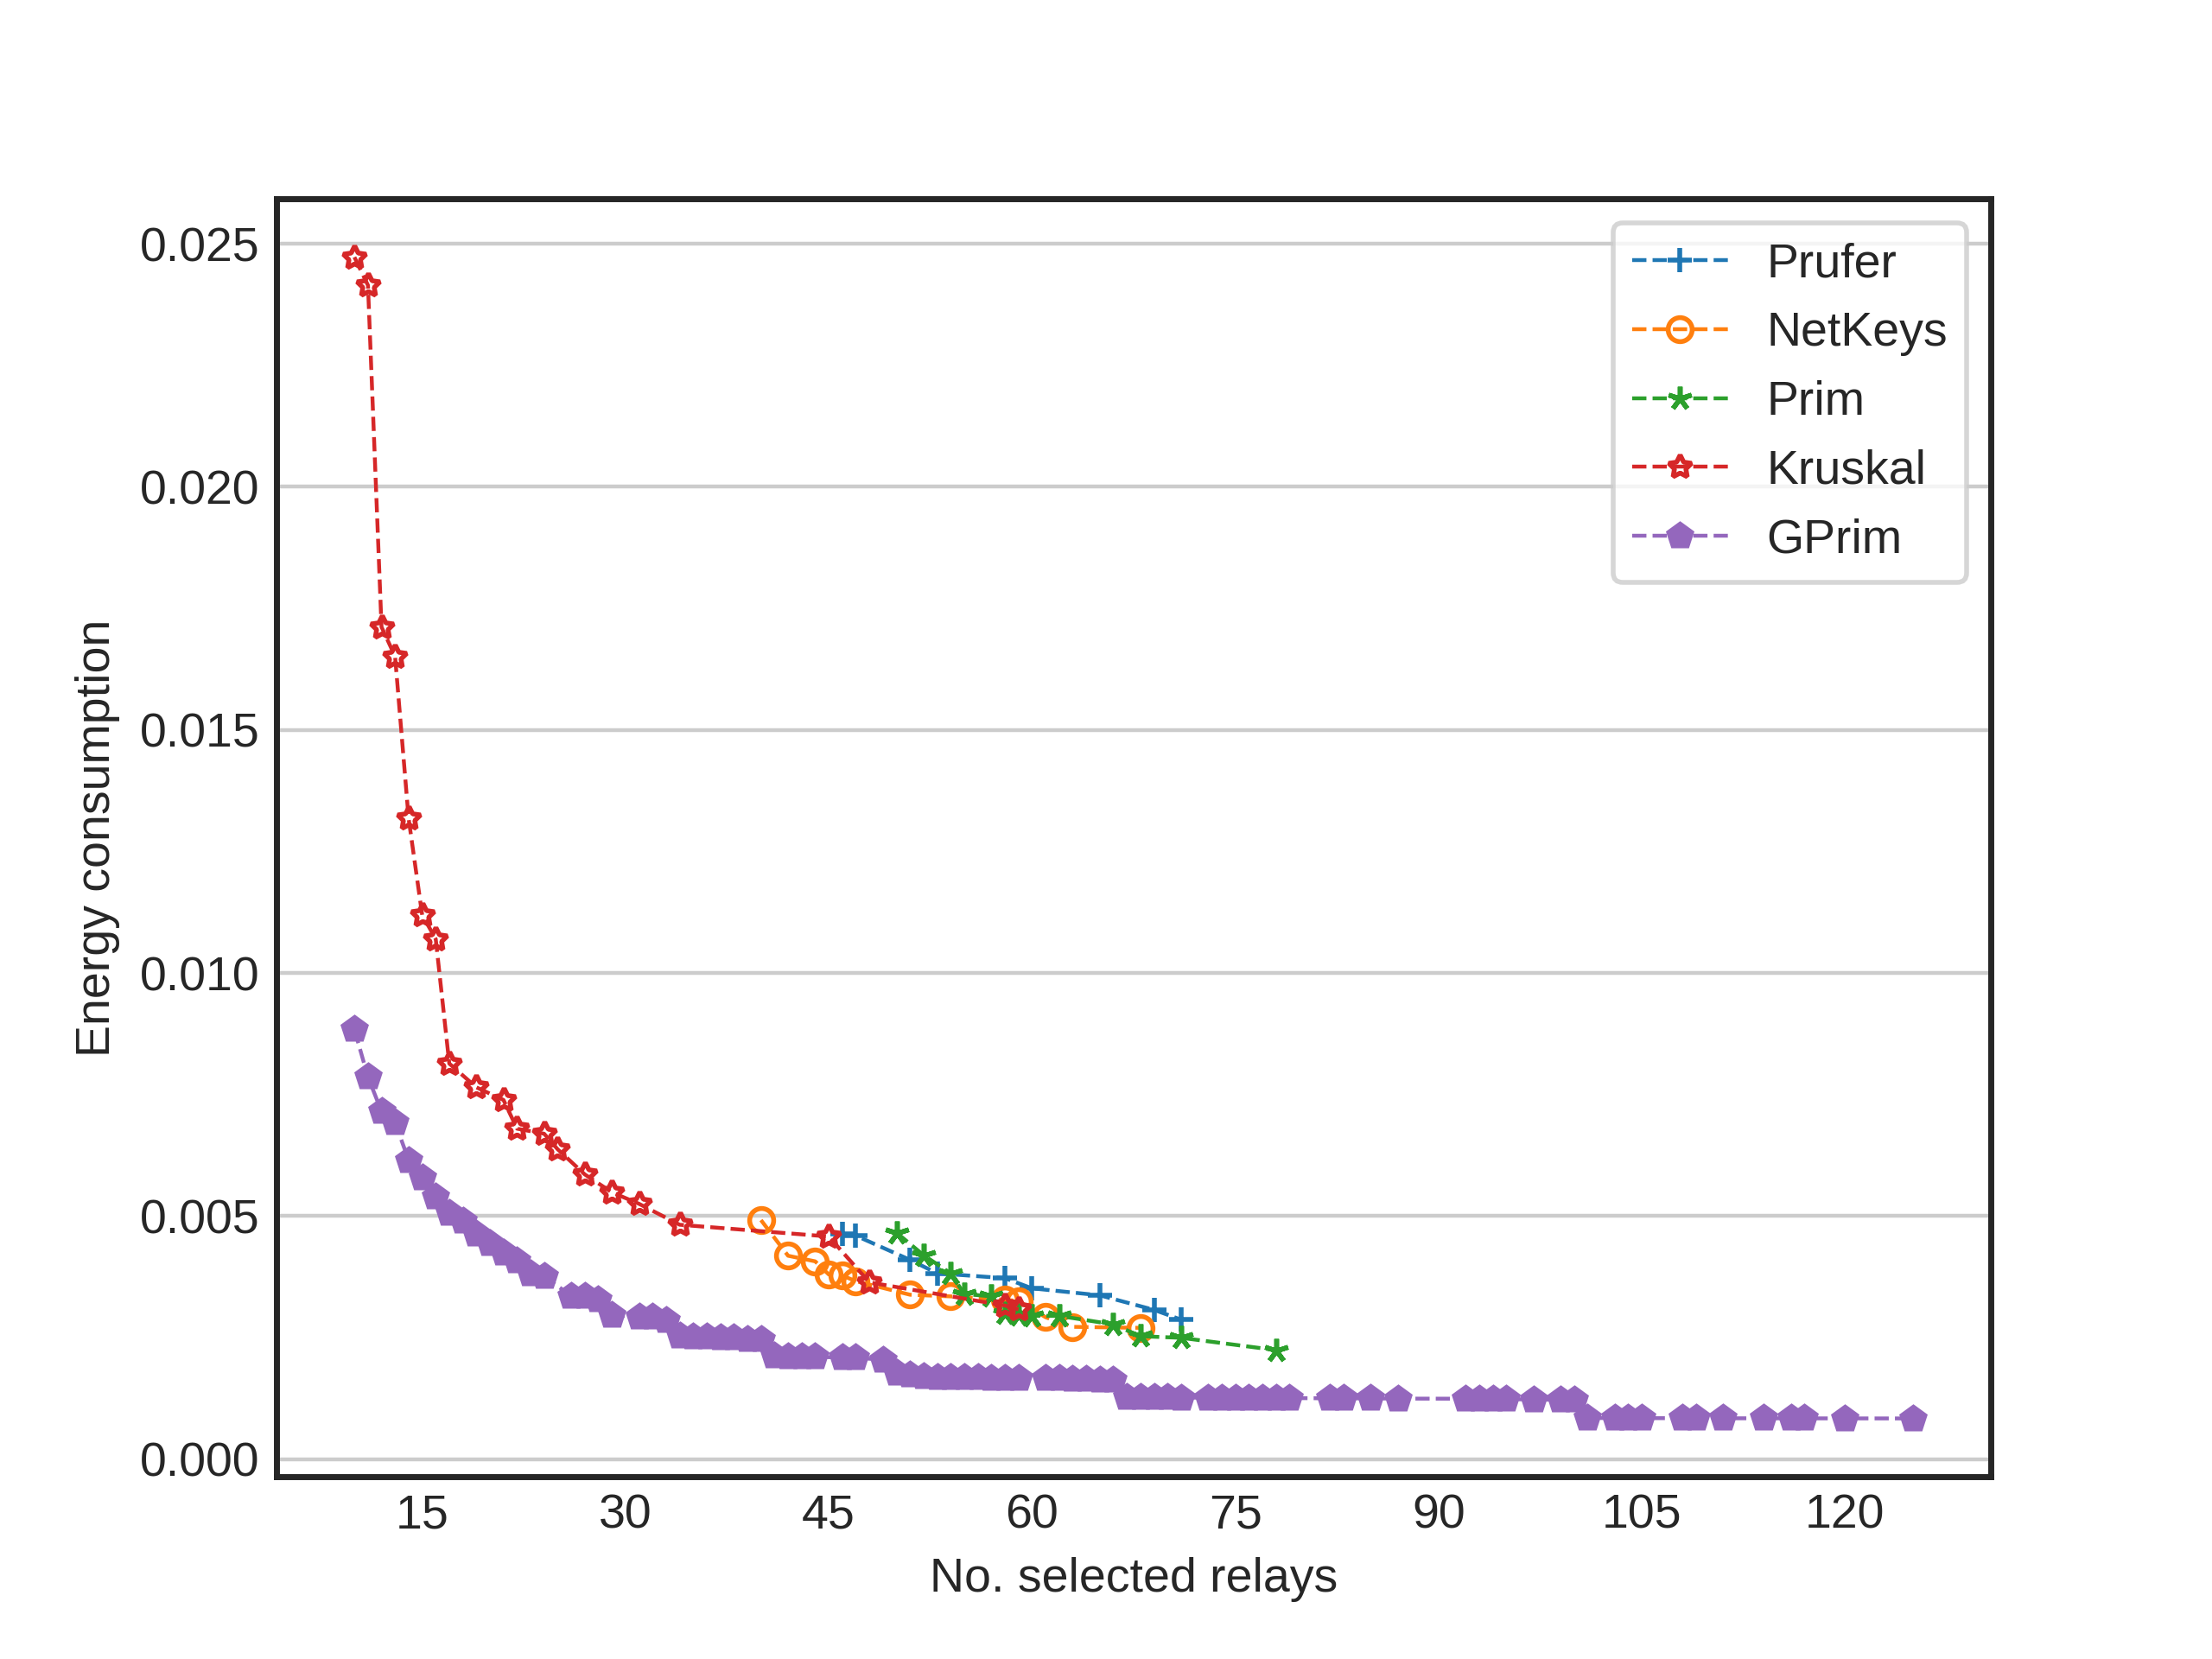 0.025
0.020
0.015
0.010
0.005
0.000
Energy consumption
15 30 45 60 75 90 105 120
No. selected relays
Prufer
NetKeys
Prim
Kruskal
GPrim